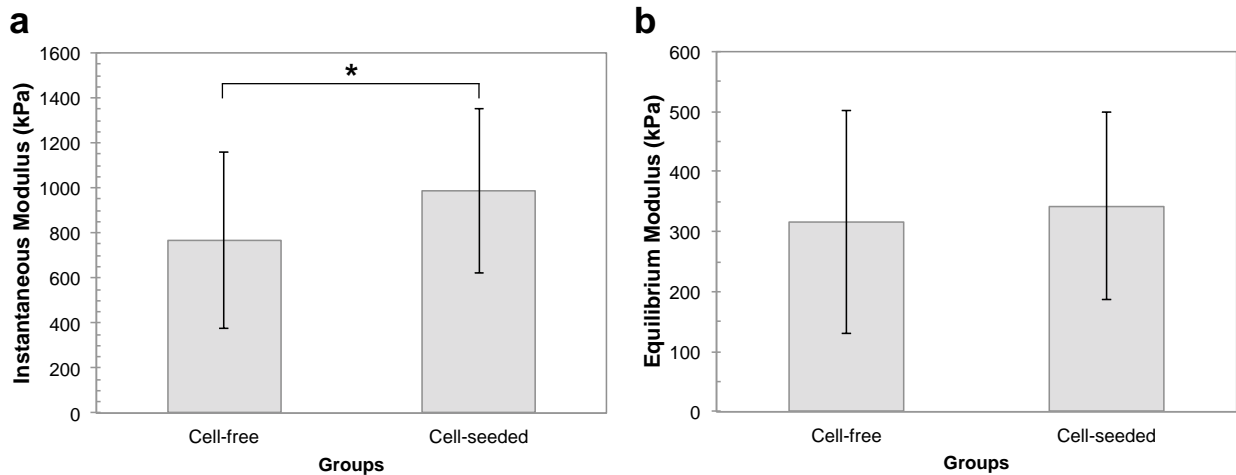 a
Instantaneous Modulus (kPa)
1600
1400
1200
1000
800
600
400
200
0
*
Cell-free
Cell-seeded
Groups
b
Equilibrium Modulus (kPa)
600
500
400
300
200
100
0
Cell-free
Cell-seeded
Groups